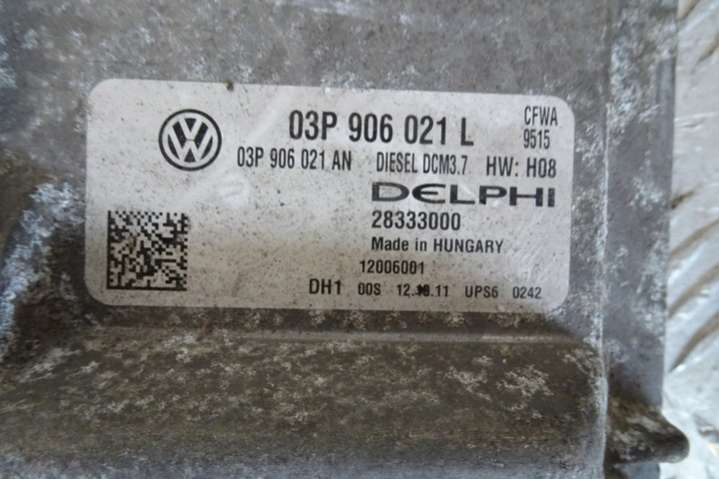 03P 906 021 L CFWA
9515
03P 906 021 AN DIESEL DCM3.7 HW: H08
DELPHI
28333000
Made in HUNGARY
12006001
DH1 00S UPS6 0242